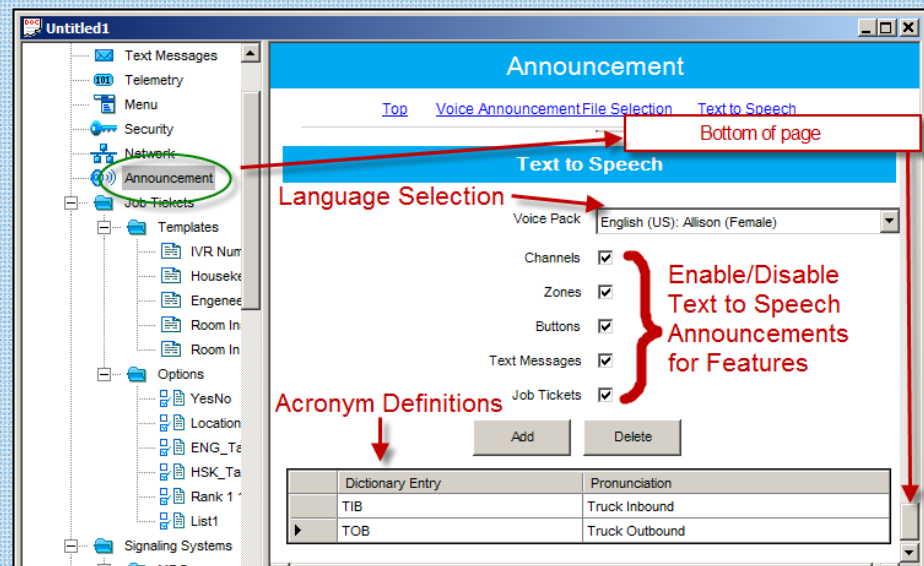 DOC
Untitled1
Text Messages
101 Telemetry
Menu
Security
Network
Announcement
Job Tickets
Templates
IVR Num
Houseke
Engenee
Room In
Room In
Options
YesNo
Location
ENG_Ta
HSK_Ta
Rank 1
List1
Signaling Systems
Announcement
Top Voice Announcement File Selection Text to Speech
Bottom of page
Text to Speech
Language Selection
Voice Pack English (US): Allison (Female)
Channels
Zones
Buttons
Text Messages
Job Tickets
Enable/Disable
Text to Speech
Announcements
for Features
Acronym Definitions
Add Delete
Dictionary Entry Pronunciation
TIB Truck Inbound
TOB Truck Outbound